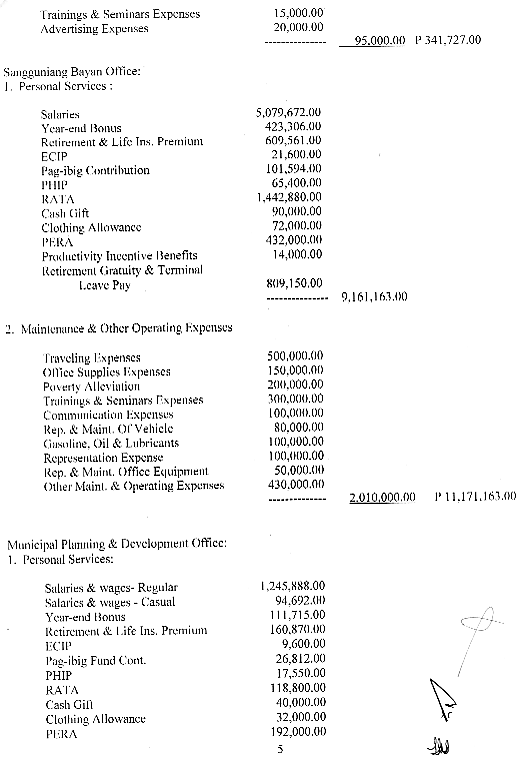 Trainings & Seminars Expenses 15,000.00
Advertising Expenses 20,000.00
--------------- 95,000.00 P 341,727.00
Sangguniang Bayan Office:
1. Personal Services :
Salaries 5,079,672.00
Year-end Bonus 423,306.00
Retirement & Life Ins. Premium 609,561.00
ECIP 21,600.00
Pag-ibig Contribution 101,594.00
PHIP 65,400.00
RATA 1,442,880.00
Cash Gift 90,000.00
Clothing Allowance 72,000.00
PERA 432,000.00
Productivity Incentive Benefits 14,000.00
Retirement Gratuity & Terminal
Leave Pay 809,150.00
--------------- 9,161,163.00
2. Maintenance & Other Operating Expenses
Traveling Expenses 500,000.00
Office Supplies Expenses 150,000.00
Poverty Alleviation 200,000.00
Trainings & Seminars Expenses 300,000.00
Communication Expenses 100,000.00
Rep. & Maint. Of Vehicle 80,000.00
Gasoline, Oil & Lubricants 100,000.00
Representation Expense 100,000.00
Rep. & Maint. Office Equipment 50,000.00
Other Maint. & Operating Expenses 430,000.00
-------------- 2,010,000.00 P 11,171,163.00
Municipal Planning & Development Office:
1. Personal Services:
Salaries & wages- Regular 1,245,888.00
Salaries & wages - Casual 94,692.00
Year-end Bonus 111,715.00
Retirement & Life Ins. Premium 160,870.00
ECIP 9,600.00
Pag-ibig Fund Cont. 26,812.00
PHIP 17,550.00
RATA 118,800.00
Cash Gift 40,000.00
Clothing Allowance 32,000.00
PERA 192,000.00
5